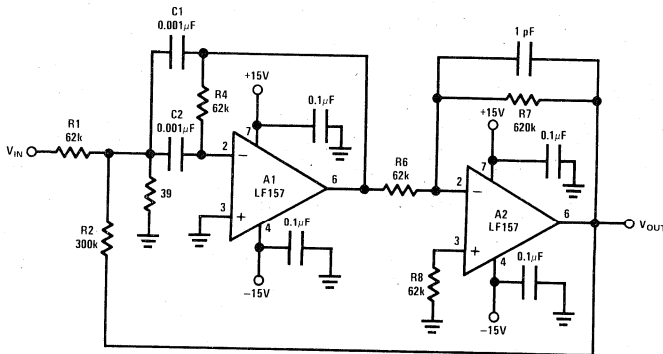 C1
0.001μF
R4
62k
R1
62k
C2
0.001μF
V_IN
+15V
0.1μF
7
2
−
A1
LF157
6
3
+
4
39
R2
300k
0.1μF
−15V
R6
62k
1 pF
R7
620k
+15V
0.1μF
7
2
−
A2
LF157
6
V_OUT
3
+
4
R8
62k
0.1μF
−15V